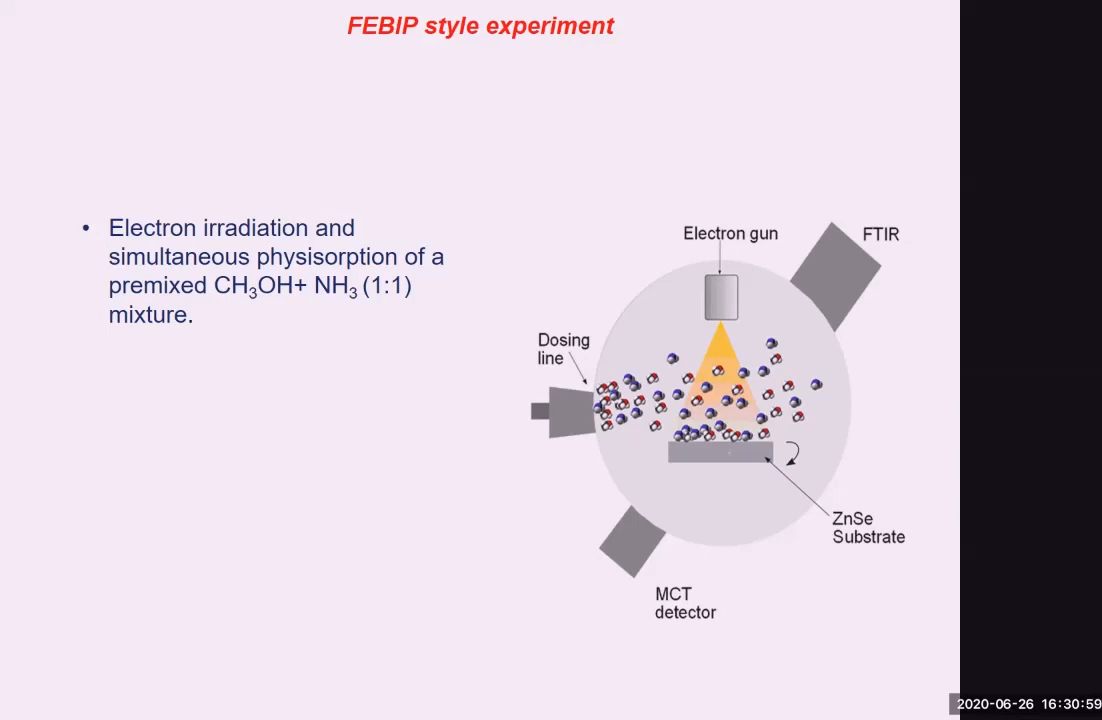 FEBIP style experiment
• Electron irradiation and
simultaneous physisorption of a
premixed CH₃OH+ NH₃ (1:1)
mixture.
Electron gun
FTIR
Dosing
line
ZnSe
Substrate
MCT
detector
2020-06-26 16:30:59